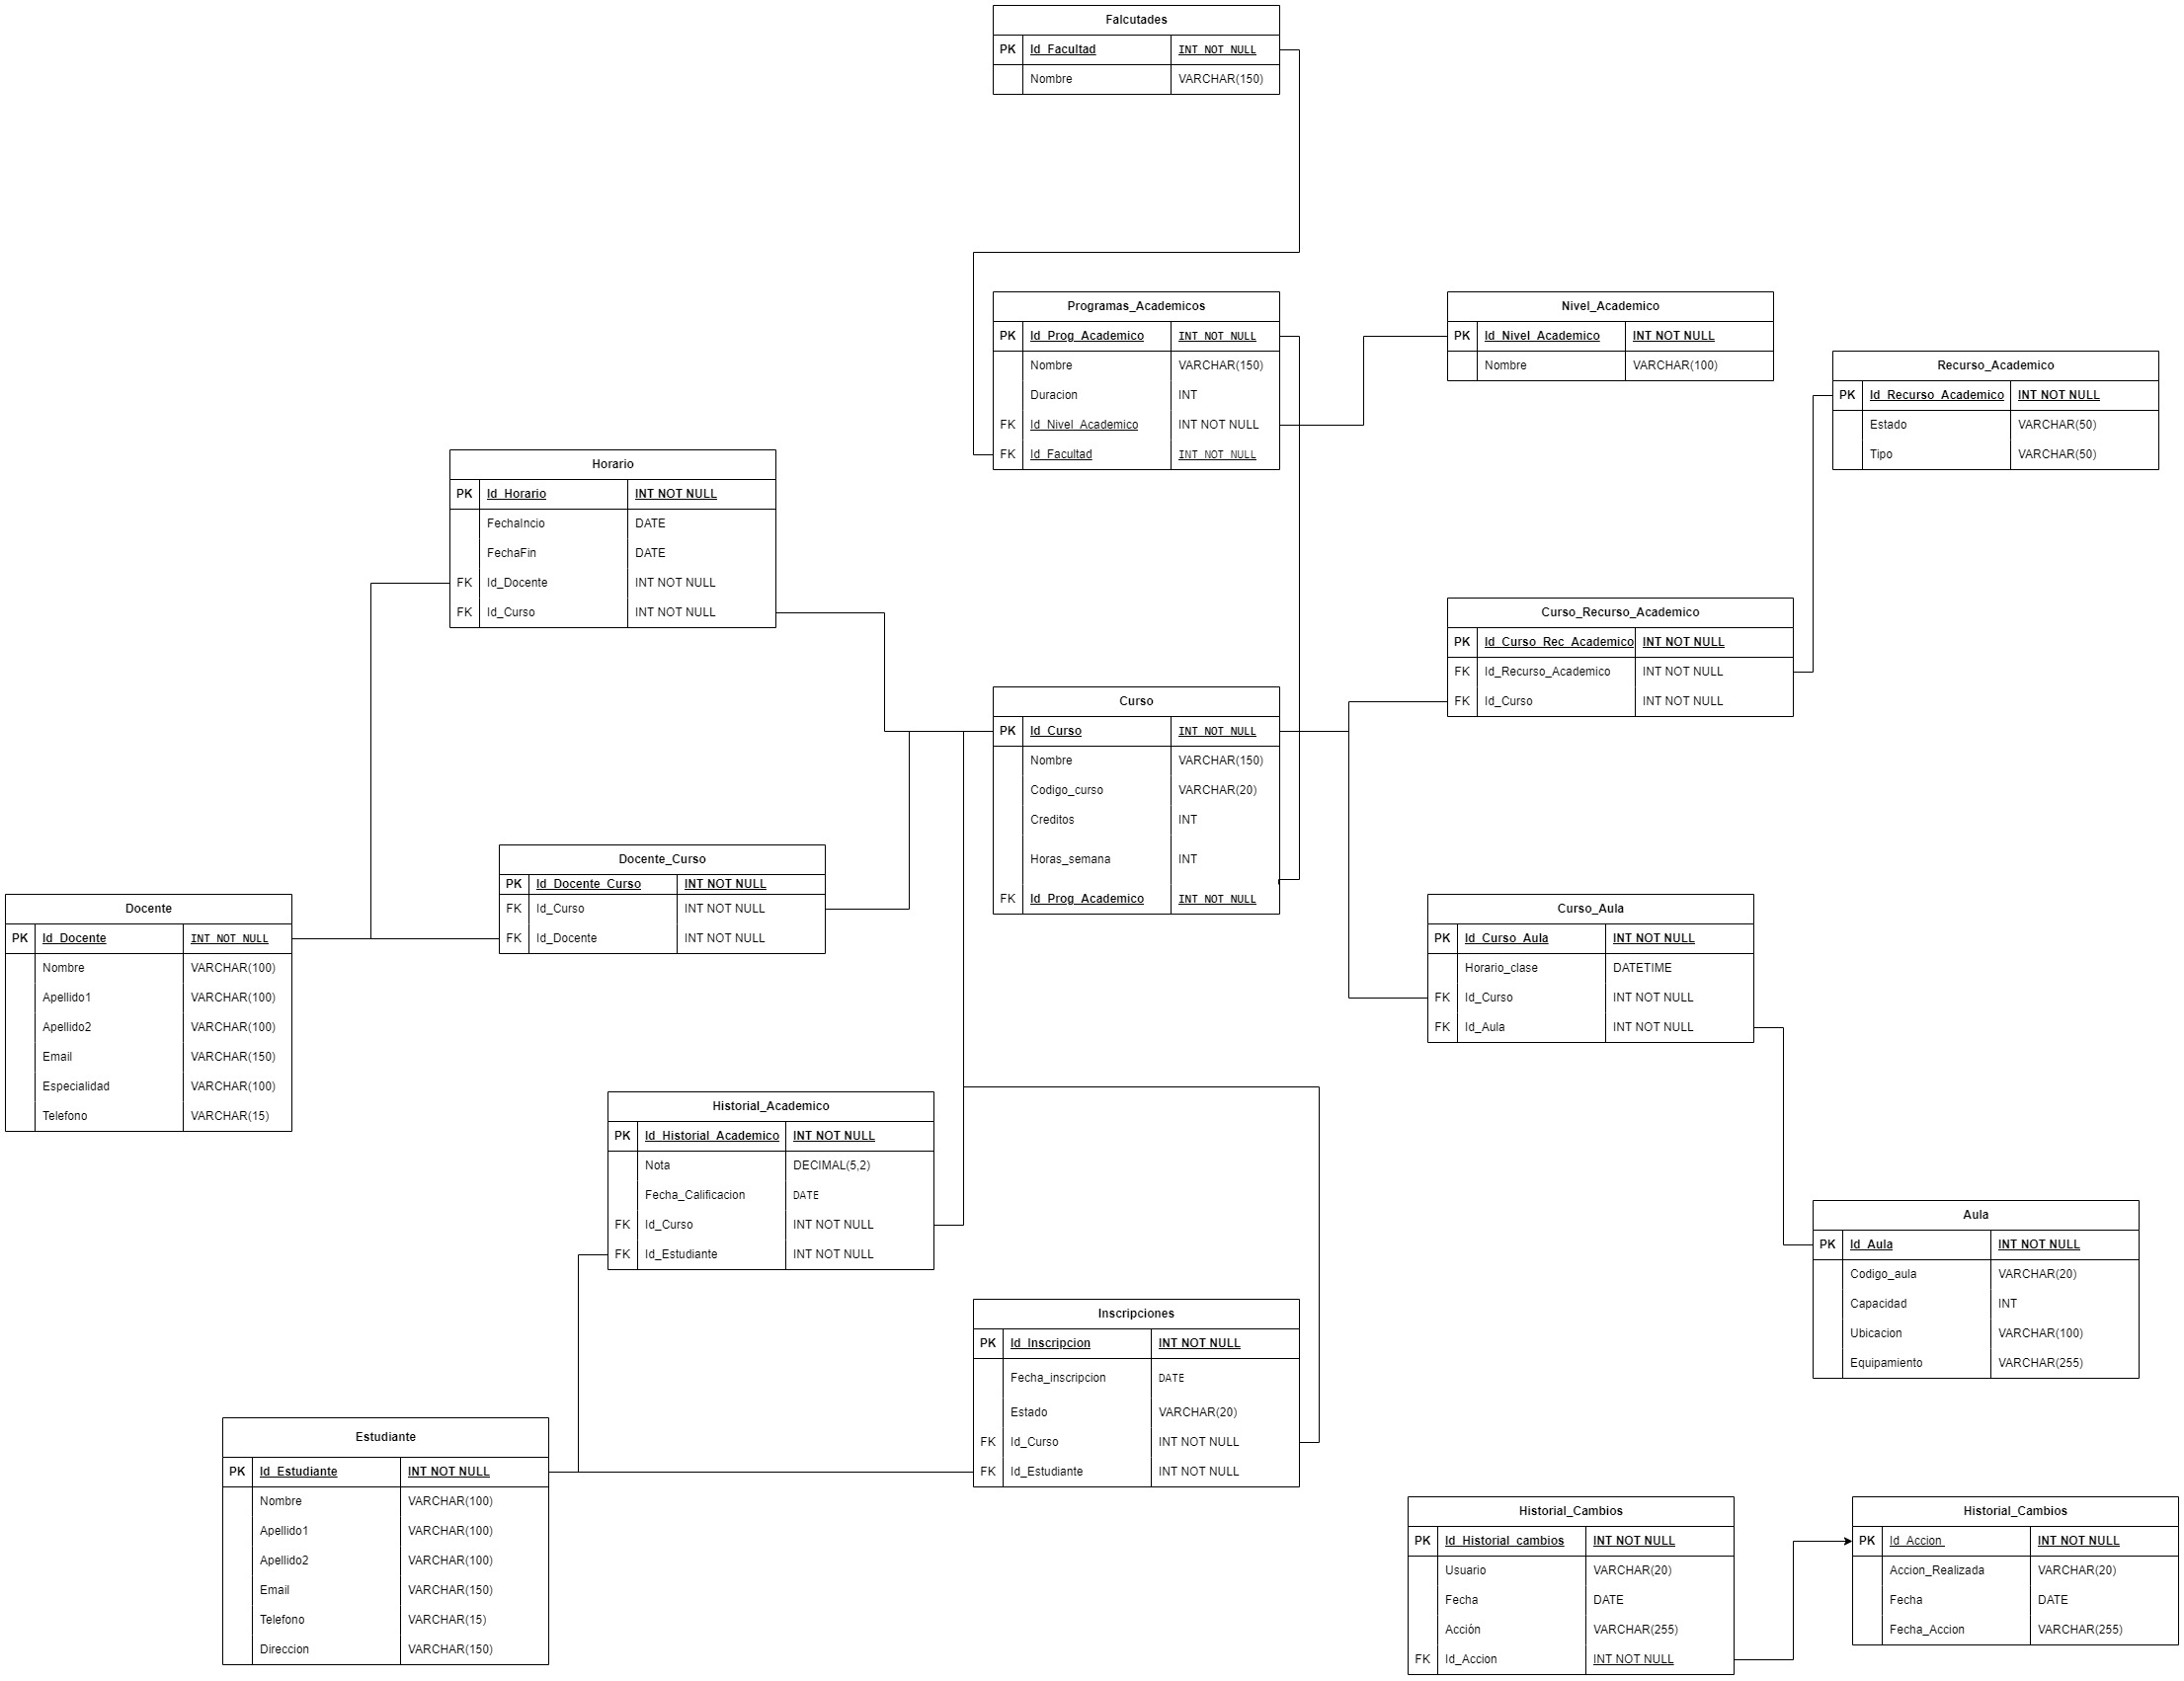 Falcutades
PK Id_Facultad INT NOT NULL
Nombre VARCHAR(150)
Programas_Academicos
PK Id_Prog_Academico INT NOT NULL
Nombre VARCHAR(150)
Duracion INT
FK Id_Nivel_Academico INT NOT NULL
FK Id_Facultad INT NOT NULL
Nivel_Academico
PK Id_Nivel_Academico INT NOT NULL
Nombre VARCHAR(100)
Recurso_Academico
PK Id_Recurso_Academico INT NOT NULL
Estado VARCHAR(50)
Tipo VARCHAR(50)
Horario
PK Id_Horario INT NOT NULL
FechaIncio DATE
FechaFin DATE
FK Id_Docente INT NOT NULL
FK Id_Curso INT NOT NULL
Curso_Recurso_Academico
PK Id_Curso_Rec_Academico INT NOT NULL
FK Id_Recurso_Academico INT NOT NULL
FK Id_Curso INT NOT NULL
Curso
PK Id_Curso INT NOT NULL
Nombre VARCHAR(150)
Codigo_curso VARCHAR(20)
Creditos INT
Horas_semana INT
FK Id_Prog_Academico INT NOT NULL
Docente_Curso
PK Id_Docente_Curso INT NOT NULL
FK Id_Curso INT NOT NULL
FK Id_Docente INT NOT NULL
Docente
PK Id_Docente INT NOT NULL
Nombre VARCHAR(100)
Apellido1 VARCHAR(100)
Apellido2 VARCHAR(100)
Email VARCHAR(150)
Especialidad VARCHAR(100)
Telefono VARCHAR(15)
Curso_Aula
PK Id_Curso_Aula INT NOT NULL
Horario_clase DATETIME
FK Id_Curso INT NOT NULL
FK Id_Aula INT NOT NULL
Historial_Academico
PK Id_Historial_Academico INT NOT NULL
Nota DECIMAL(5,2)
Fecha_Calificacion DATE
FK Id_Curso INT NOT NULL
FK Id_Estudiante INT NOT NULL
Aula
PK Id_Aula INT NOT NULL
Codigo_aula VARCHAR(20)
Capacidad INT
Ubicacion VARCHAR(100)
Equipamiento VARCHAR(255)
Inscripciones
PK Id_Inscripcion INT NOT NULL
Fecha_inscripcion DATE
Estado VARCHAR(20)
FK Id_Curso INT NOT NULL
FK Id_Estudiante INT NOT NULL
Estudiante
PK Id_Estudiante INT NOT NULL
Nombre VARCHAR(100)
Apellido1 VARCHAR(100)
Apellido2 VARCHAR(100)
Email VARCHAR(150)
Telefono VARCHAR(15)
Direccion VARCHAR(150)
Historial_Cambios
PK Id_Historial_cambios INT NOT NULL
Usuario VARCHAR(20)
Fecha DATE
Acción VARCHAR(255)
FK Id_Accion INT NOT NULL
Historial_Cambios
PK Id_Accion INT NOT NULL
Accion_Realizada VARCHAR(20)
Fecha DATE
Fecha_Accion VARCHAR(255)